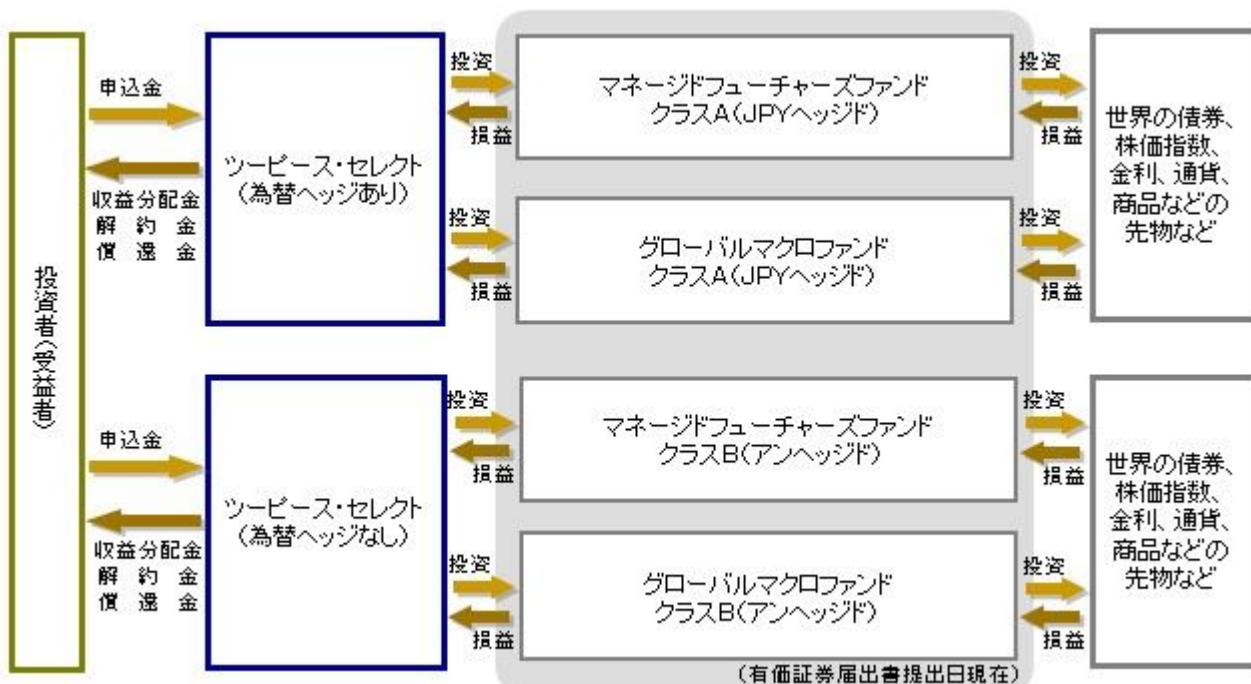 投資者(受益者)
申込金
収益分配金
解約金
償還金
ツーピース・セレクト
(為替ヘッジあり)
投資
損益
マネージドフューチャーズファンド
クラスA(JPYヘッジド)
投資
損益
投資
損益
グローバルマクロファンド
クラスA(JPYヘッジド)
投資
損益
世界の債券、
株価指数、
金利、通貨、
商品などの
先物など
申込金
収益分配金
解約金
償還金
ツーピース・セレクト
(為替ヘッジなし)
投資
損益
マネージドフューチャーズファンド
クラスB(アンヘッジド)
投資
損益
投資
損益
グローバルマクロファンド
クラスB(アンヘッジド)
投資
損益
世界の債券、
株価指数、
金利、通貨、
商品などの
先物など
(有価証券届出書提出日現在)